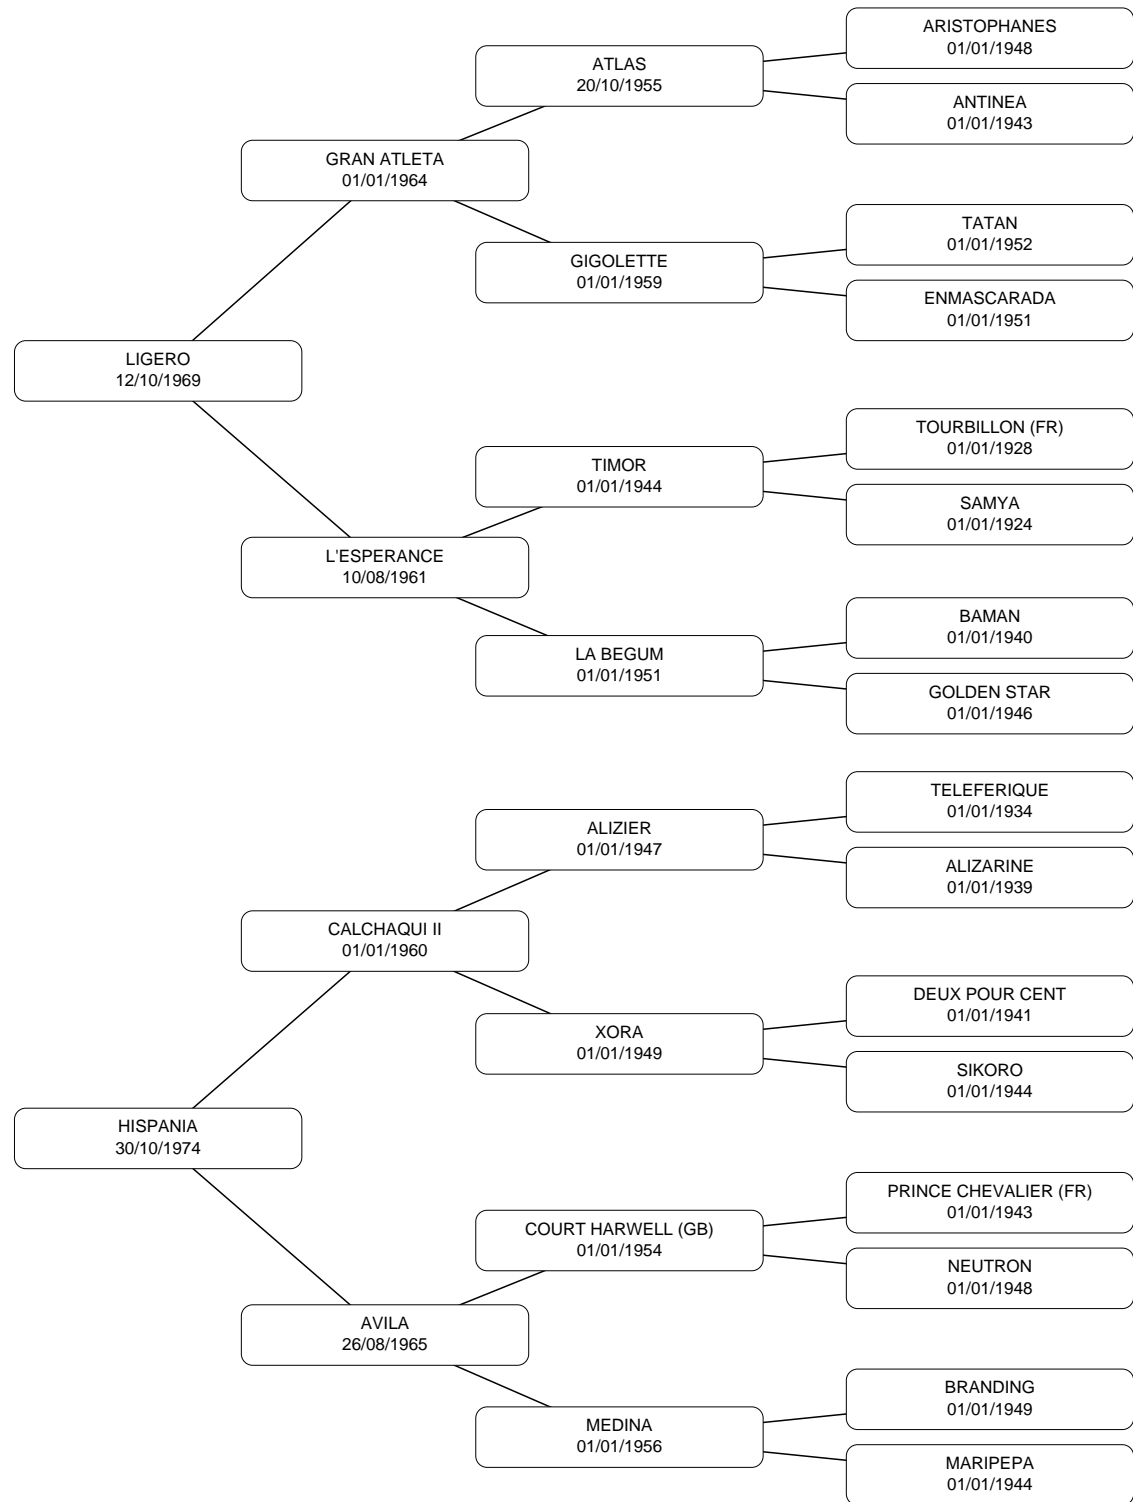 ARISTOPHANES
01/01/1948
ATLAS
20/10/1955
ANTINEA
01/01/1943
GRAN ATLETA
01/01/1964
TATAN
01/01/1952
GIGOLETTE
01/01/1959
ENMASCARADA
01/01/1951
LIGERO
12/10/1969
TOURBILLON (FR)
01/01/1928
TIMOR
01/01/1944
SAMYA
01/01/1924
L'ESPERANCE
10/08/1961
BAMAN
01/01/1940
LA BEGUM
01/01/1951
GOLDEN STAR
01/01/1946
TELEFERIQUE
01/01/1934
ALIZIER
01/01/1947
ALIZARINE
01/01/1939
CALCHAQUI II
01/01/1960
DEUX POUR CENT
01/01/1941
XORA
01/01/1949
SIKORO
01/01/1944
HISPANIA
30/10/1974
PRINCE CHEVALIER (FR)
01/01/1943
COURT HARWELL (GB)
01/01/1954
NEUTRON
01/01/1948
AVILA
26/08/1965
BRANDING
01/01/1949
MEDINA
01/01/1956
MARIPEPA
01/01/1944